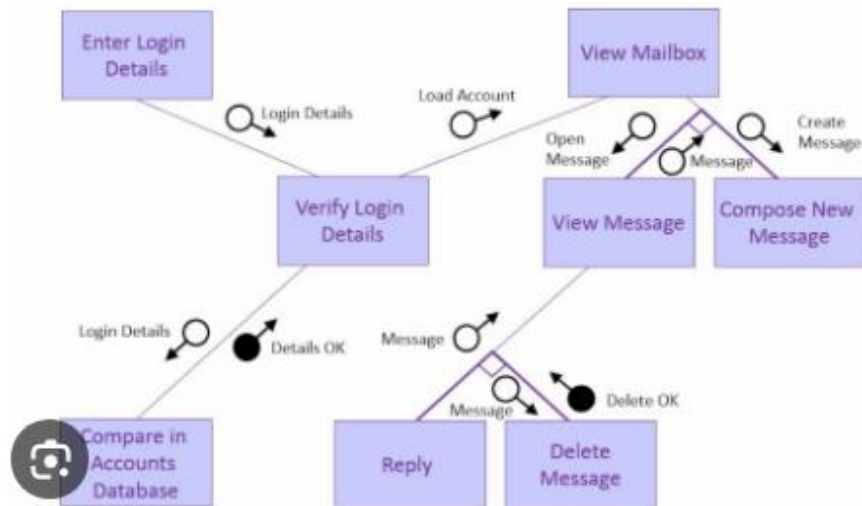 Enter Login
Details
View Mailbox
Login Details
Load Account
Open
Message
Message
Create
Message
Verify Login
Details
View Message
Compose New
Message
Login Details
Details OK
Message
Message
Delete OK
Compare in
Accounts
Database
Reply
Delete
Message